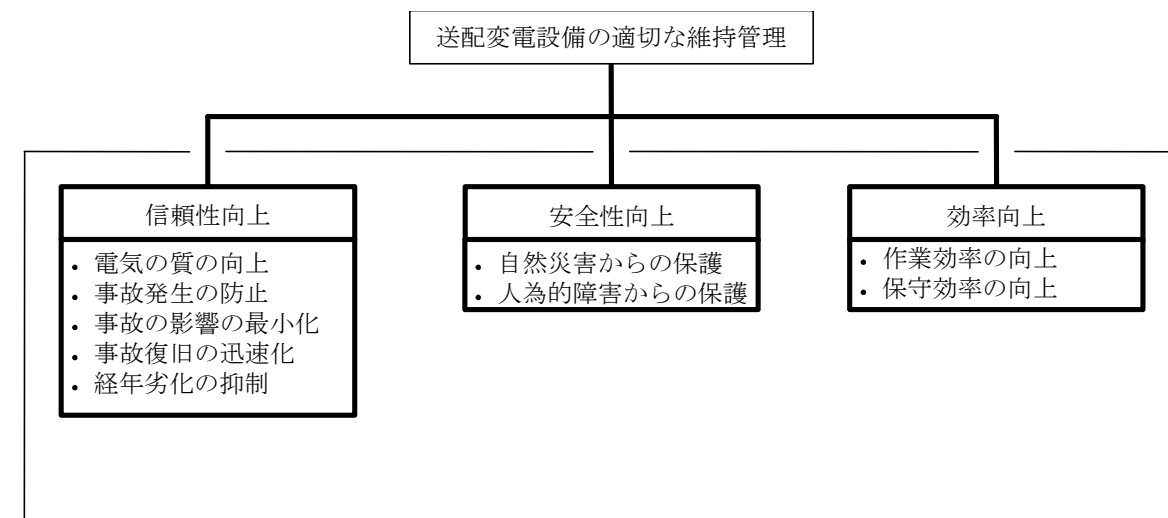 送配変電設備の適切な維持管理
信頼性向上
・電気の質の向上
・事故発生の防止
・事故の影響の最小化
・事故復旧の迅速化
・経年劣化の抑制
安全性向上
・自然災害からの保護
・人為的障害からの保護
効率向上
・作業効率の向上
・保守効率の向上